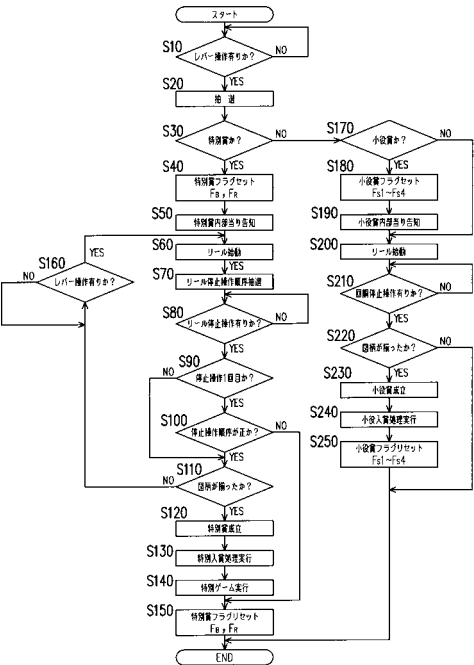 スタート
S10
レバー操作有りか?
NO
YES
S20
抽 選
S30
特別賞か?
NO
YES
S40
特別賞フラグセット
FB , FR
S50
特別賞内部当り告知
S60
リール始動
YES
S70
リール停止操作順序抽選
S80
リール停止操作有りか?
NO
YES
S90
停止操作1回目か?
NO
YES
S100
停止操作順序が正か?
NO
YES
S110
図柄が揃ったか?
NO
YES
S120
特別賞成立
S130
特別入賞処理実行
S140
特別ゲーム実行
S150
特別賞フラグリセット
FB , FR
END
S160
レバー操作有りか?
YES
NO
S170
小役賞か?
NO
YES
S180
小役賞フラグセット
Fs1~Fs4
S190
小役賞内部当り告知
S200
リール始動
S210
回胴停止操作有りか?
NO
YES
S220
図柄が揃ったか?
NO
YES
S230
小役賞成立
S240
小役入賞処理実行
S250
小役賞フラグリセット
Fs1~Fs4